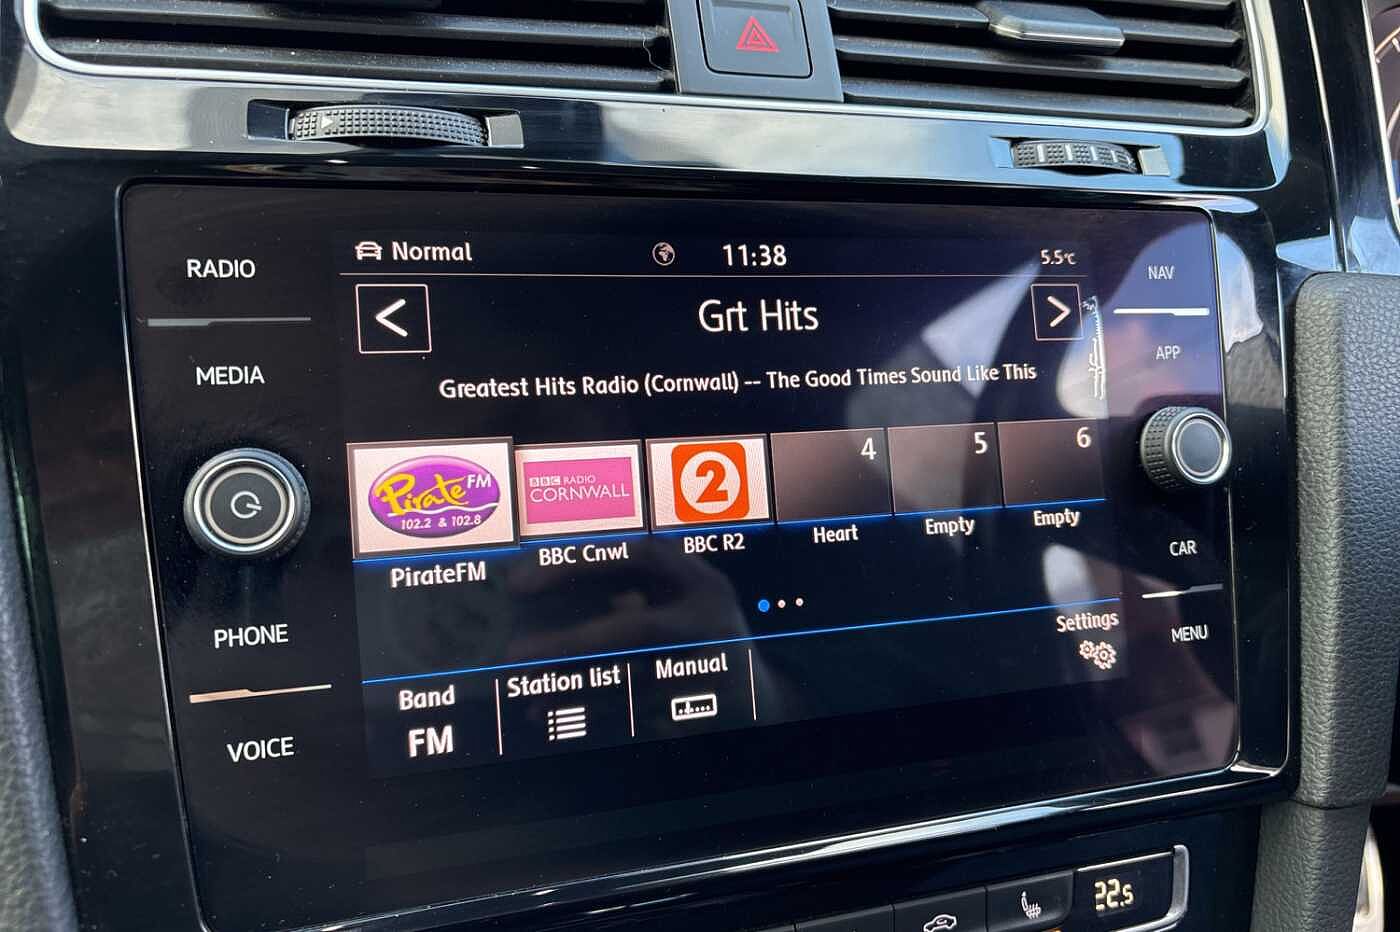 RADIO
MEDIA
PHONE
VOICE
Normal
11:38
5.5°C
<
Grt Hits
>
Greatest Hits Radio (Cornwall) -- The Good Times Sound Like This
Pirate FM
102.2 & 102.8
BBC RADIO
CORNWALL
2
4
5
6
PirateFM
BBC Cnwl
BBC R2
Heart
Empty
Empty
Settings
Band
FM
Station list
Manual
NAV
APP
CAR
MENU
22.5